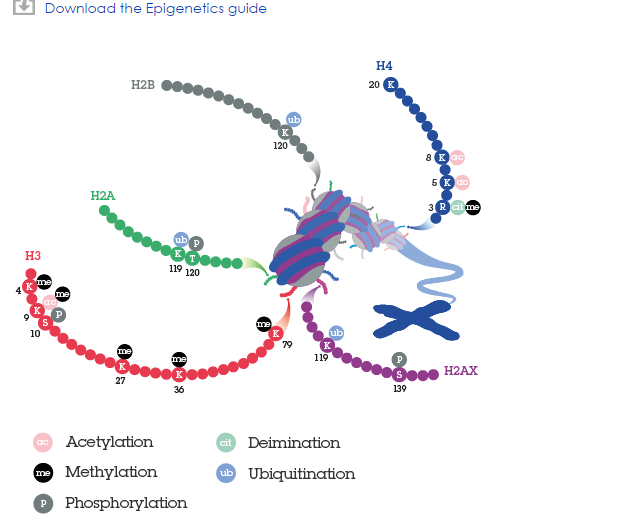 Download the Epigenetics guide
H4
20 K
H2B
ub
K
120
8 K ac
5 K ac
3 R cit me
H2A
ub P
K T
119 120
H3
4 K me
me
ac
9 K P
S
10
me
K
27
me
K
36
me
K
79
ub
K
119
P
S
139
H2AX
ac Acetylation
cit Deimination
me Methylation
ub Ubiquitination
P Phosphorylation